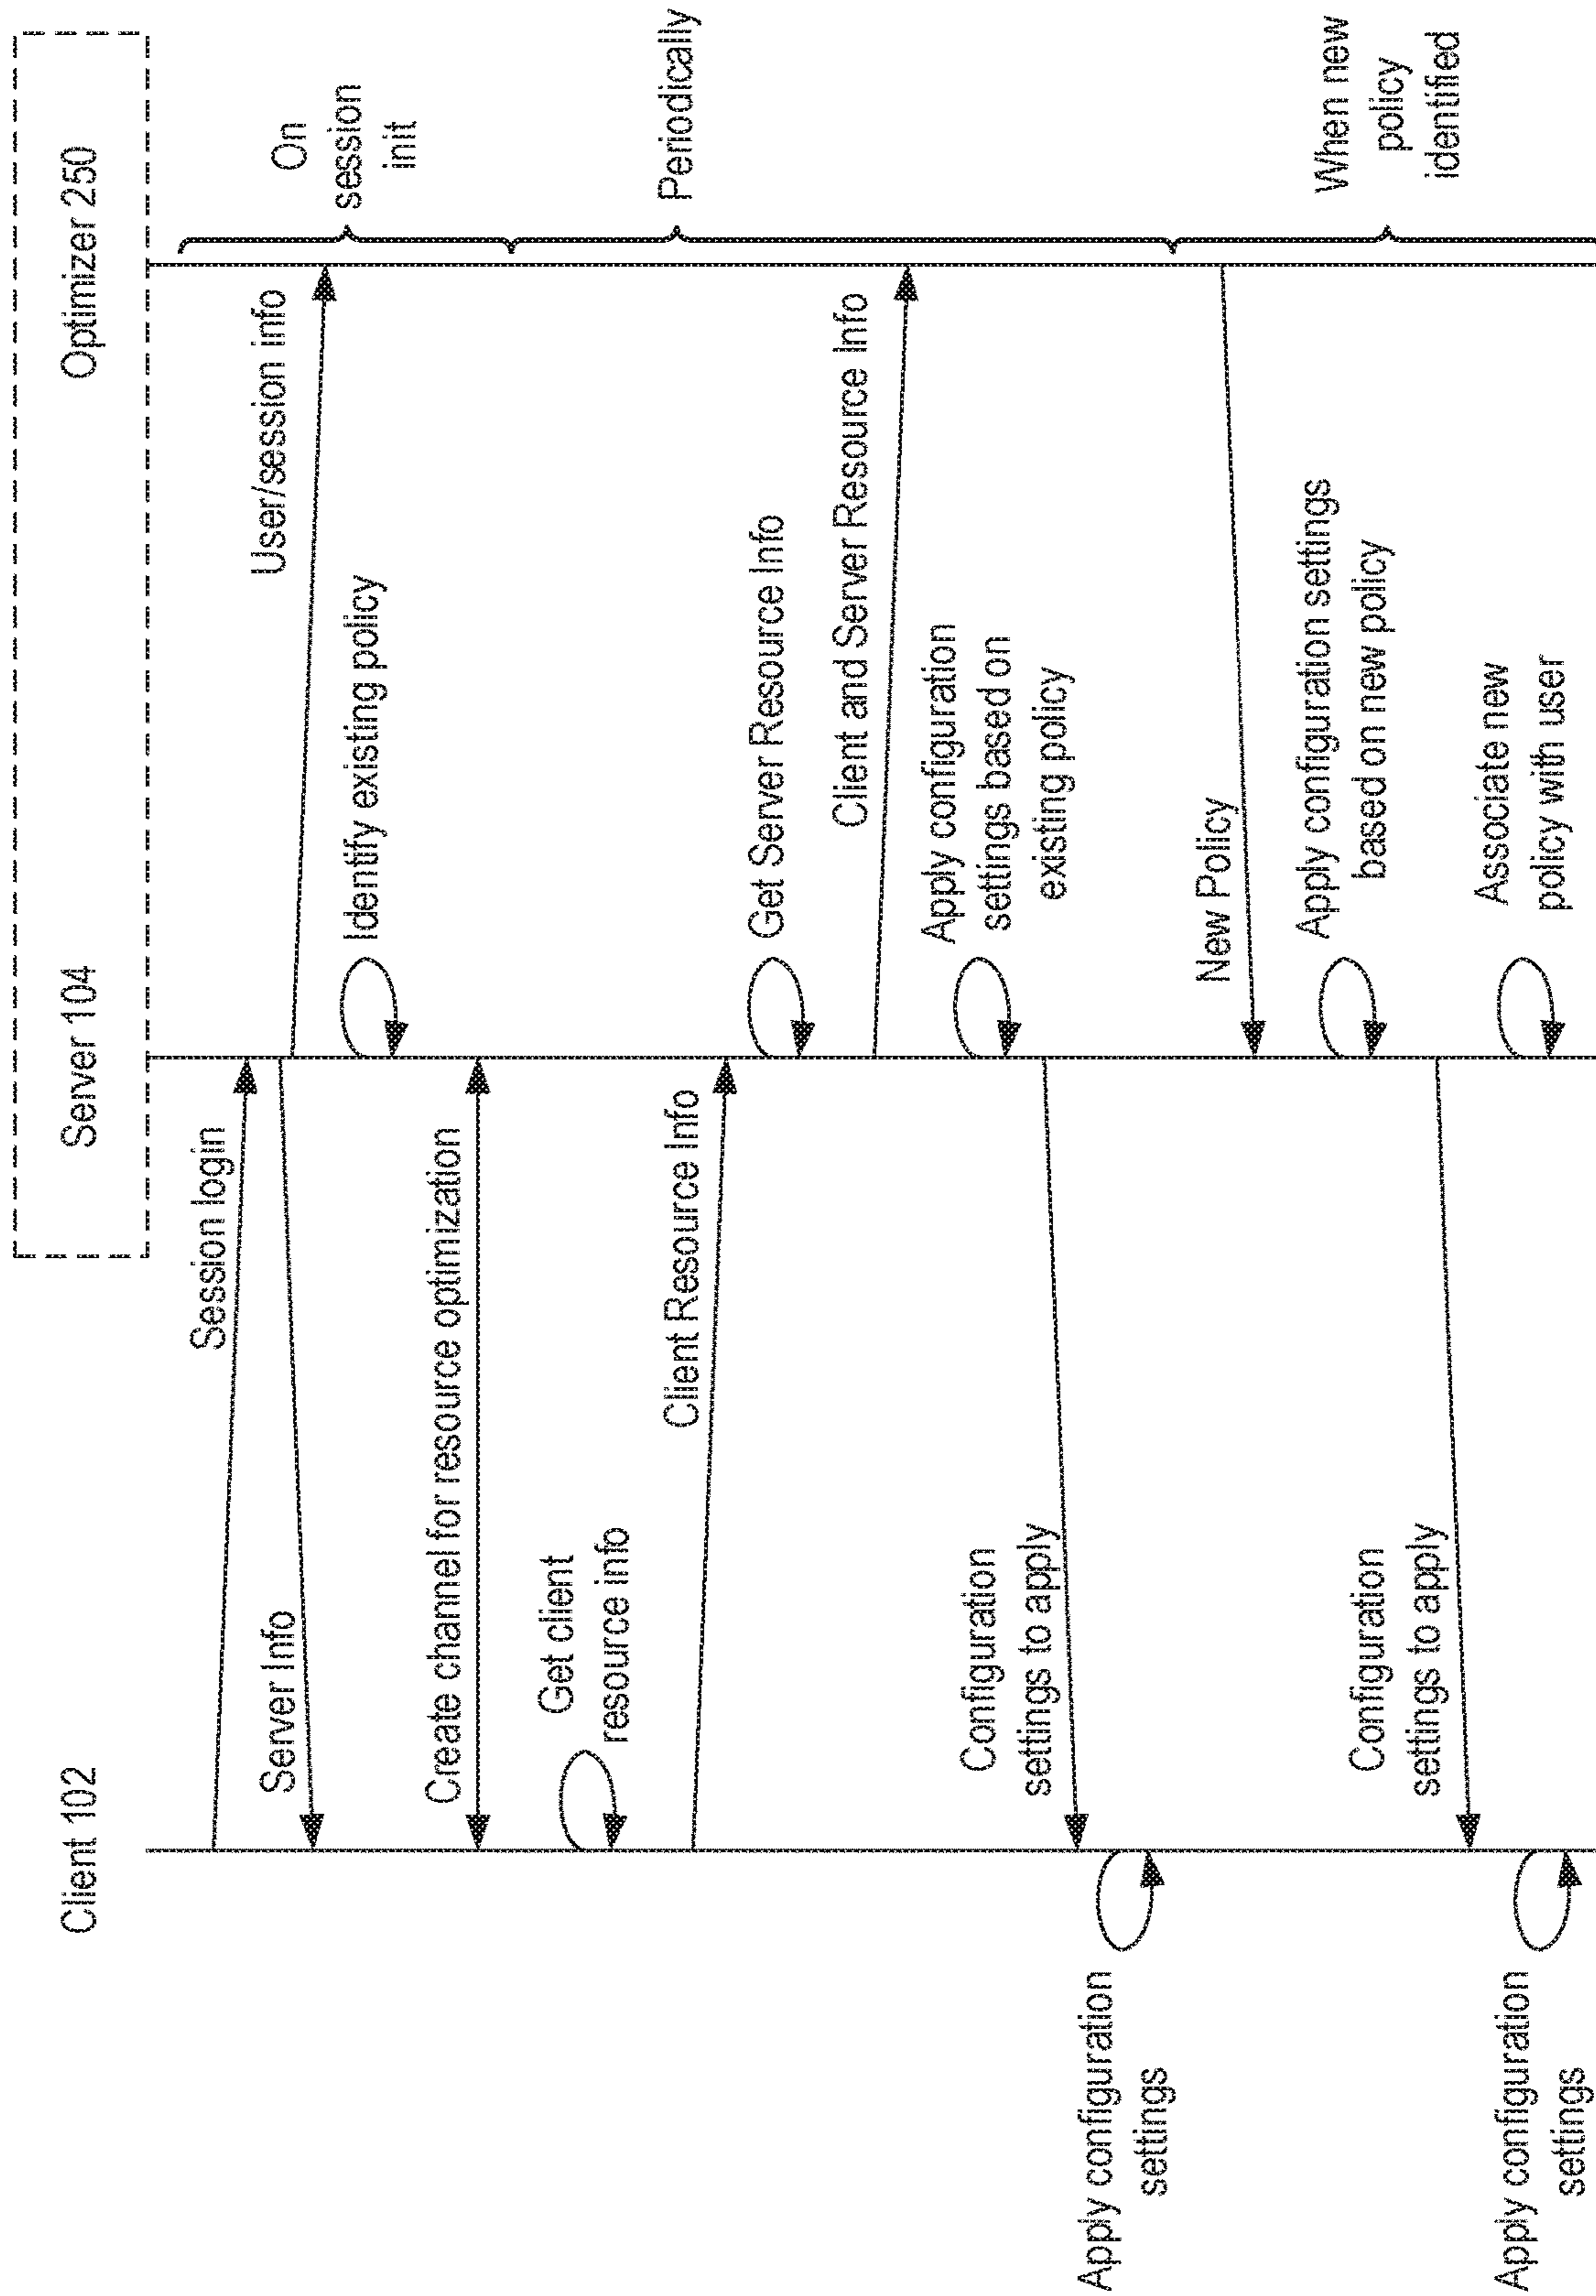 Client 102
Server 104
Optimizer 250
Session login
Server Info
User/session info
On
session
init
Identify existing policy
Create channel for resource optimization
Get client
resource info
Periodically
Client Resource Info
Get Server Resource Info
Client and Server Resource Info
Apply configuration
settings based on
existing policy
Configuration
settings to apply
Apply configuration
settings
New Policy
When new
policy
identified
Apply configuration settings
based on new policy
Configuration
settings to apply
Associate new
policy with user
Apply configuration
settings